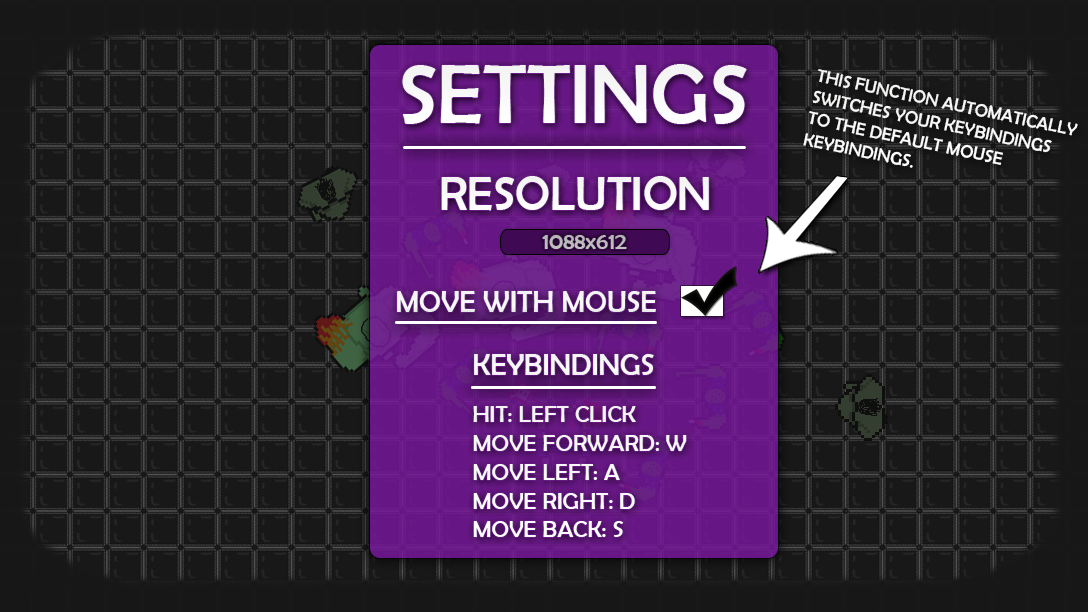 SETTINGS
THIS FUNCTION AUTOMATICALLY
SWITCHES YOUR KEYBINDINGS
TO THE DEFAULT MOUSE
KEYBINDINGS.
RESOLUTION
1088x612
MOVE WITH MOUSE
KEYBINDINGS
HIT: LEFT CLICK
MOVE FORWARD: W
MOVE LEFT: A
MOVE RIGHT: D
MOVE BACK: S